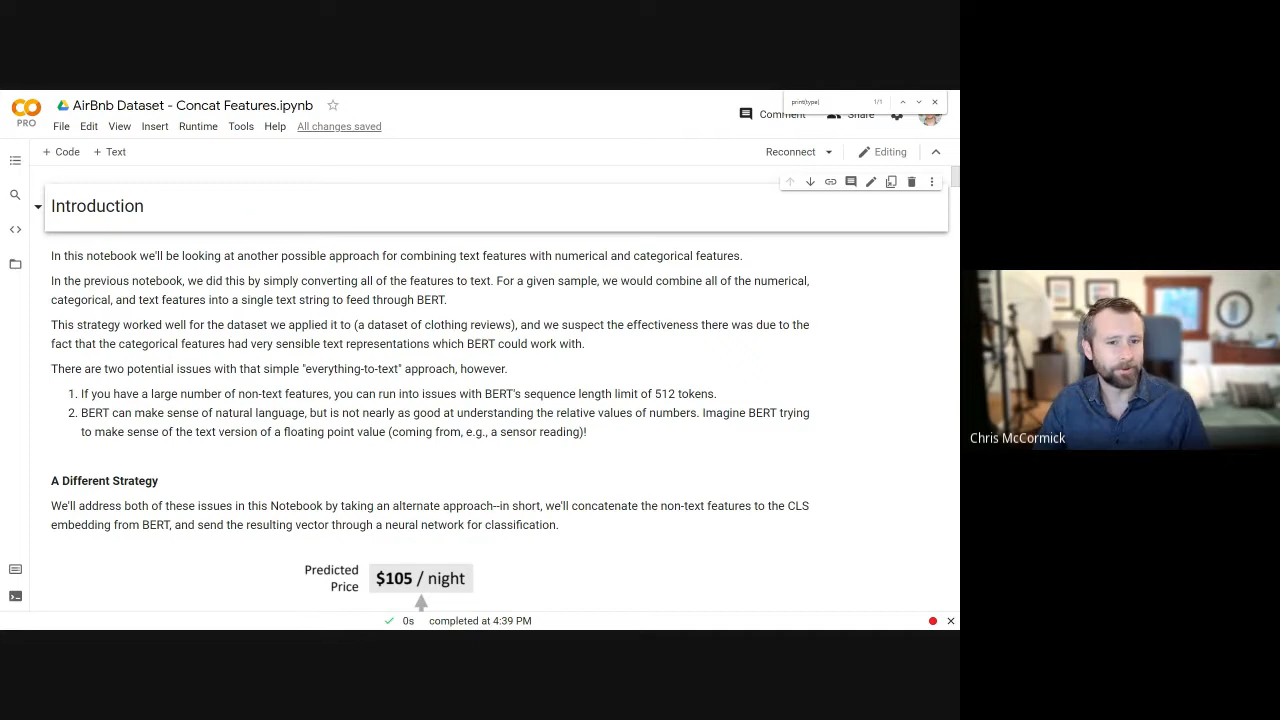 AirBnb Dataset - Concat Features.ipynb
print(type| 1/1
PRO
File Edit View Insert Runtime Tools Help All changes saved
Comment Share
+ Code + Text
Reconnect Editing
Introduction
In this notebook we'll be looking at another possible approach for combining text features with numerical and categorical features.
In the previous notebook, we did this by simply converting all of the features to text. For a given sample, we would combine all of the numerical,
categorical, and text features into a single text string to feed through BERT.
This strategy worked well for the dataset we applied it to (a dataset of clothing reviews), and we suspect the effectiveness there was due to the
fact that the categorical features had very sensible text representations which BERT could work with.
There are two potential issues with that simple "everything-to-text" approach, however.
1. If you have a large number of non-text features, you can run into issues with BERT's sequence length limit of 512 tokens.
2. BERT can make sense of natural language, but is not nearly as good at understanding the relative values of numbers. Imagine BERT trying
to make sense of the text version of a floating point value (coming from, e.g., a sensor reading)!
Chris McCormick
A Different Strategy
We'll address both of these issues in this Notebook by taking an alternate approach--in short, we'll concatenate the non-text features to the CLS
embedding from BERT, and send the resulting vector through a neural network for classification.
Predicted
Price
$105 / night
0s completed at 4:39 PM